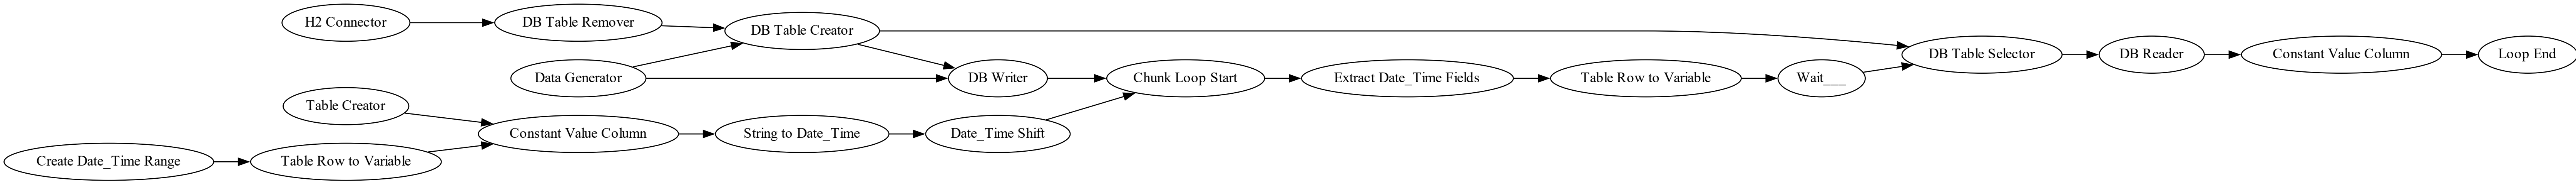 H2 Connector
DB Table Remover
DB Table Creator
Data Generator
DB Writer
Table Creator
Create Date_Time Range
Table Row to Variable
Constant Value Column
String to Date_Time
Date_Time Shift
Chunk Loop Start
Extract Date_Time Fields
Table Row to Variable
Wait___
DB Table Selector
DB Reader
Constant Value Column
Loop End